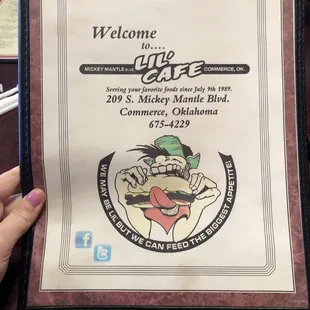 Welcome
to....
LIL'
MICKEY MANTLE BLVD CAFE COMMERCE, OK.
Serving your favorite foods since July 9th 1989.
209 S. Mickey Mantle Blvd.
Commerce, Oklahoma
675-4229
WE MAY BE LIL BUT WE CAN FEED THE BIGGEST APPETITE!